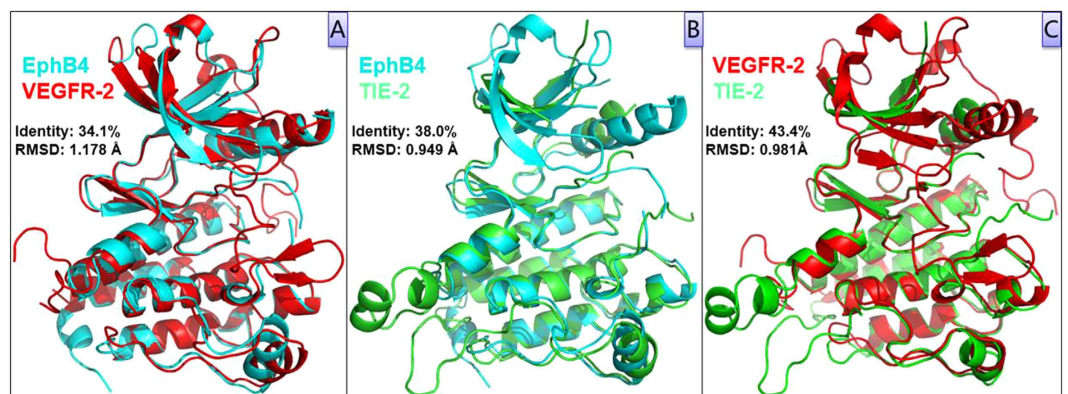 A
EphB4
VEGFR-2
Identity: 34.1%
RMSD: 1.178 Å
B
EphB4
TIE-2
Identity: 38.0%
RMSD: 0.949 Å
C
VEGFR-2
TIE-2
Identity: 43.4%
RMSD: 0.981Å